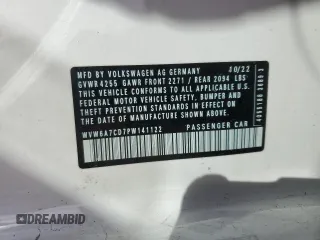 MFD. BY VOLKSWAGEN AG GERMANY 10/22
GVWR 4255 GAWR FRONT 2271 / REAR 2094 LBS
THIS VEHICLE CONFORMS TO ALL APPLICABLE
FEDERAL MOTOR VEHICLE SAFETY, BUMPER AND
THEFT PREVENTION STANDARDS IN EFFECT ON
THE DATE OF MANUFACTURE SHOWN ABOVE.
WVW6A7CD7PW141122 PASSENGER CAR
DREAMBID